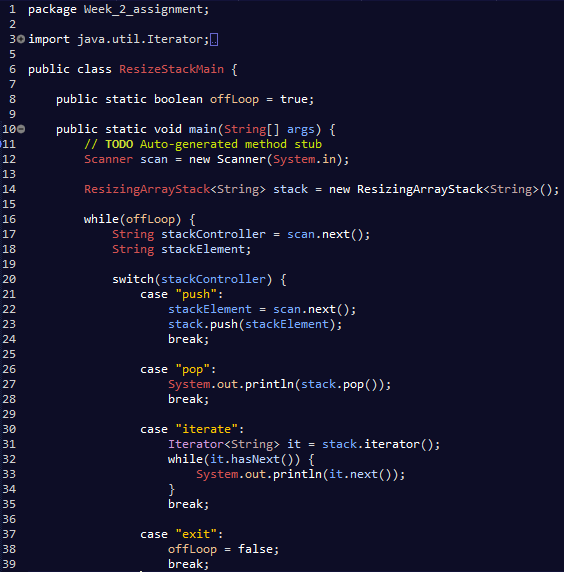 1 package Week_2_assignment;
2
3 import java.util.Iterator;
5
6 public class ResizeStackMain {
7
8     public static boolean offLoop = true;
9
10     public static void main(String[] args) {
11         // TODO Auto-generated method stub
12         Scanner scan = new Scanner(System.in);
13
14         ResizingArrayStack<String> stack = new ResizingArrayStack<String>();
15
16         while(offLoop) {
17             String stackController = scan.next();
18             String stackElement;
19
20             switch(stackController) {
21                 case "push":
22                     stackElement = scan.next();
23                     stack.push(stackElement);
24                     break;
25
26                 case "pop":
27                     System.out.println(stack.pop());
28                     break;
29
30                 case "iterate":
31                     Iterator<String> it = stack.iterator();
32                     while(it.hasNext()) {
33                         System.out.println(it.next());
34                     }
35                     break;
36
37                 case "exit":
38                     offLoop = false;
39                     break;